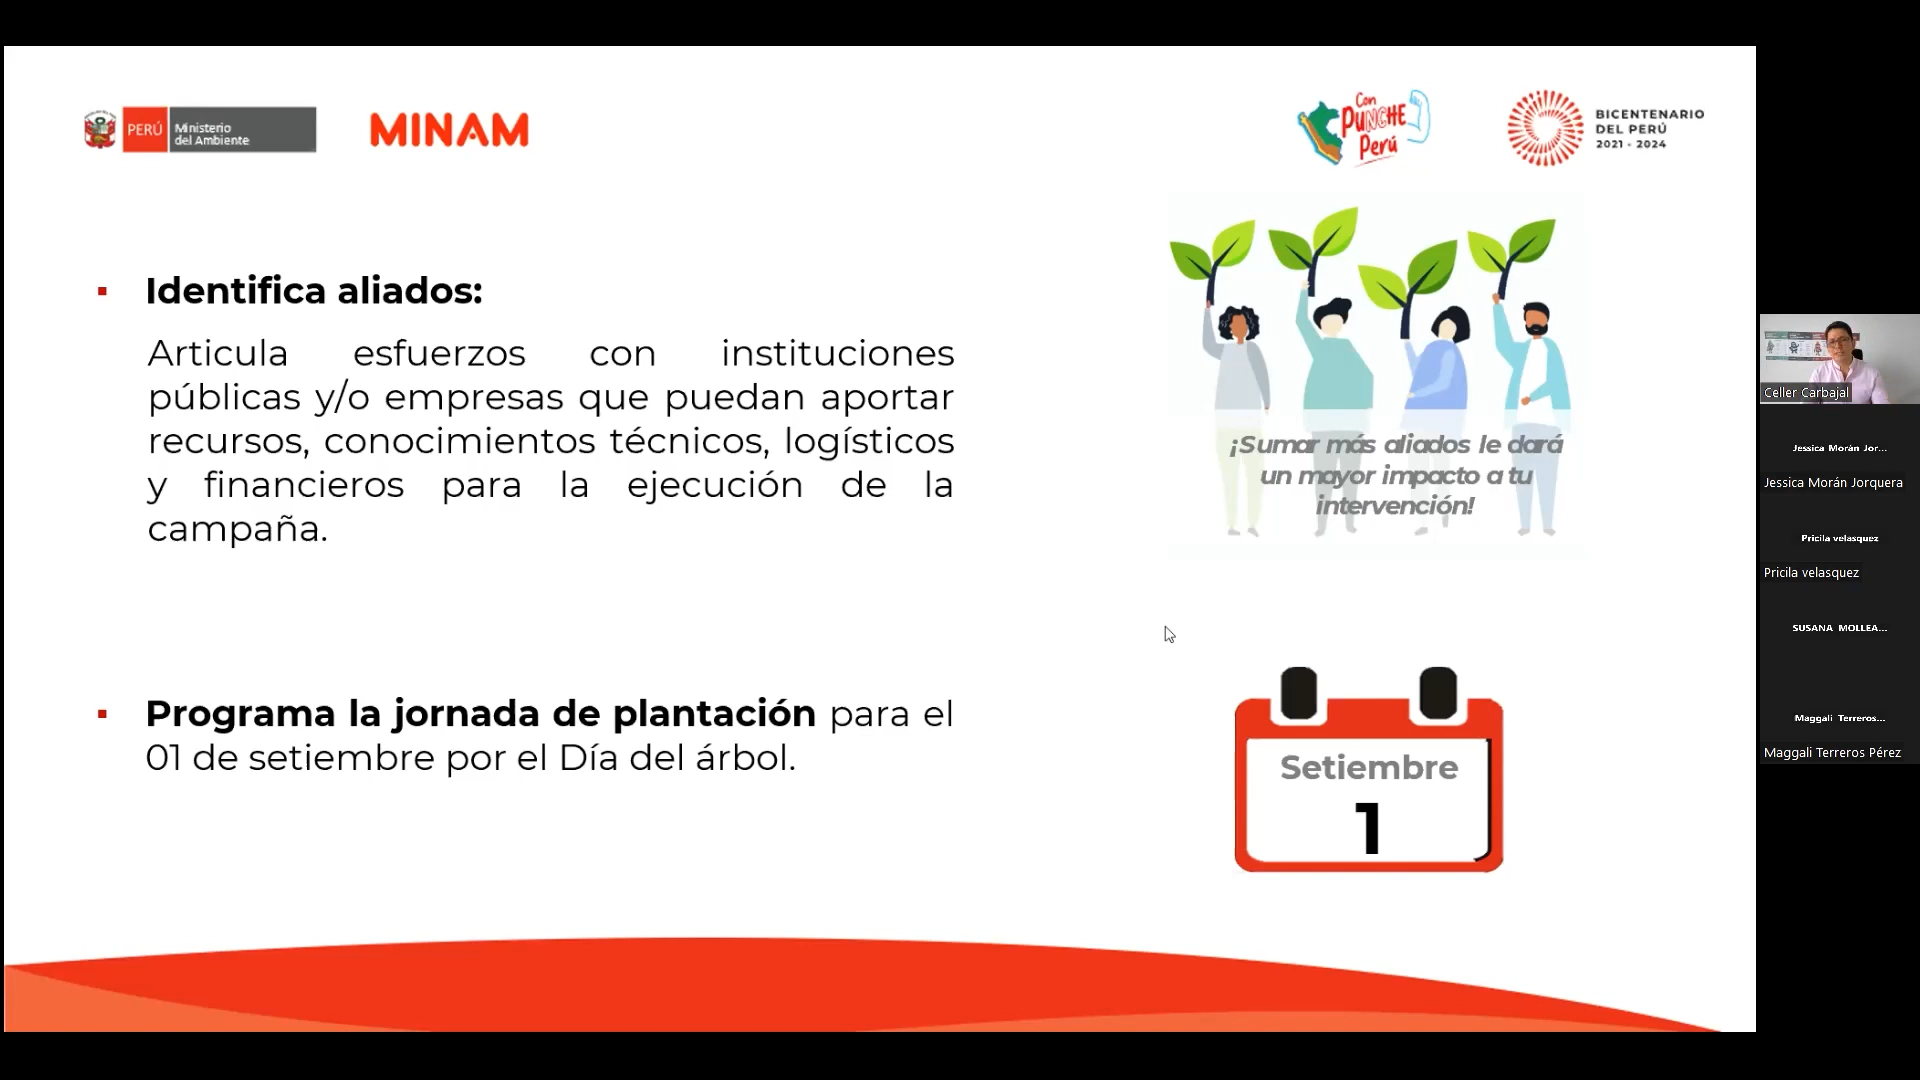 PERÚ
Ministerio
del Ambiente
MINAM
Con
PUNCHE
Perú
BICENTENARIO
DEL PERÚ
2021 - 2024
Identifica aliados:
Articula esfuerzos con instituciones
públicas y/o empresas que puedan aportar
recursos, conocimientos técnicos, logísticos
y financieros para la ejecución de la
campaña.
¡Sumar más aliados le dará
un mayor impacto a tu
intervención!
Programa la jornada de plantación para el
01 de setiembre por el Día del árbol.
Setiembre
1
Celler Carbajal
Jessica Morán Jor...
Jessica Morán Jorquera
Pricila velasquez
Pricila velasquez
SUSANA MOLLEA...
Maggali Terreros...
Maggali Terreros Pérez